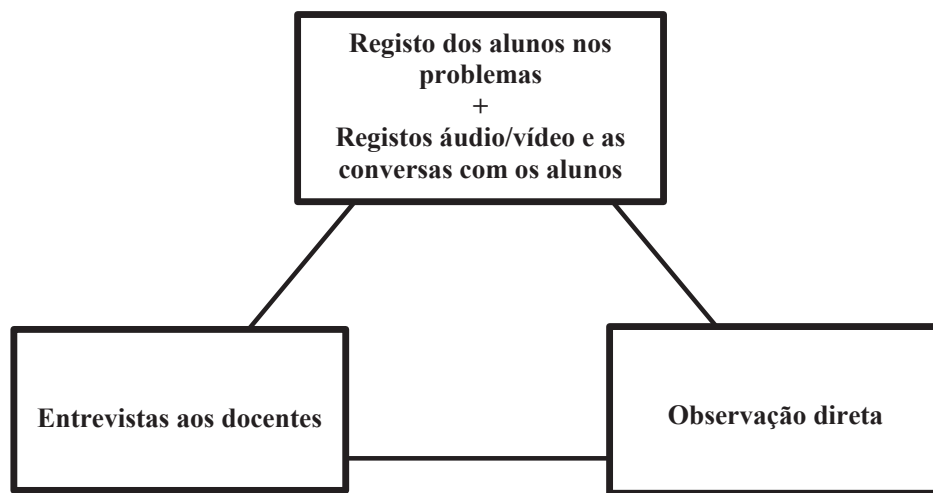 Registo dos alunos nos
problemas
+
Registos áudio/vídeo e as
conversas com os alunos
Entrevistas aos docentes
Observação direta